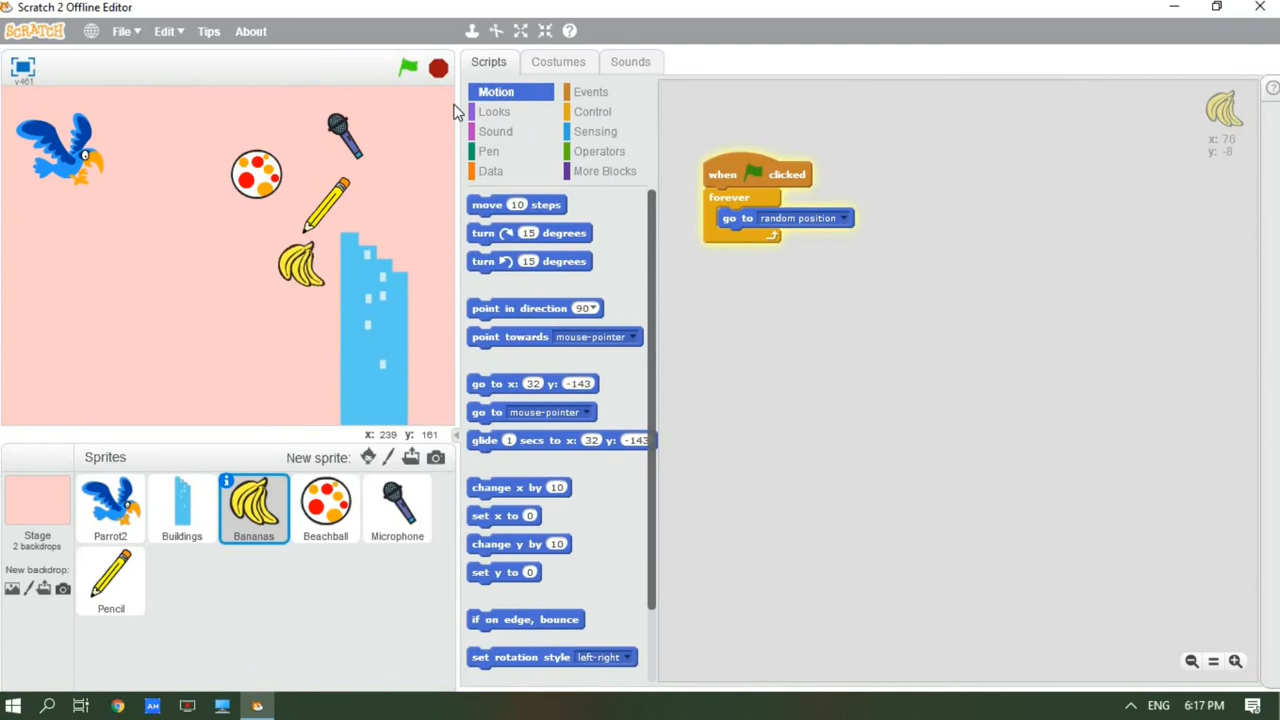 Scratch 2 Offline Editor
SCRATCH File Edit Tips About
v461
Scripts Costumes Sounds
Motion Events
Looks Control
Sound Sensing
Pen Operators
Data More Blocks
move 10 steps
turn 15 degrees
turn 15 degrees
point in direction 90
point towards mouse-pointer
go to x: 32 y: -143
go to mouse-pointer
glide 1 secs to x: 32 y: -143
change x by 10
set x to 0
change y by 10
set y to 0
if on edge, bounce
set rotation style left-right
when clicked
forever
go to random position
x: 76
y: -8
x: 239 y: 161
Sprites New sprite:
Stage
2 backdrops
New backdrop:
Parrot2 Buildings Bananas Beachball Microphone
Pencil
AM
ENG 6:17 PM